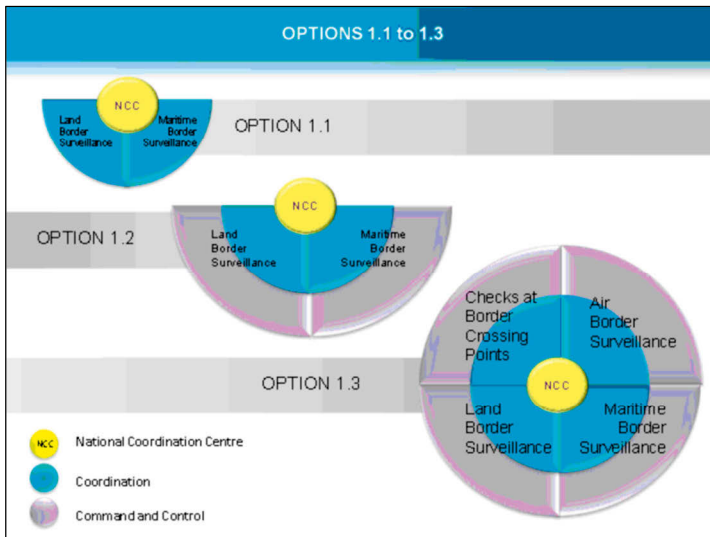 OPTIONS 1.1 to 1.3
NCC
Land
Border
Surveillance
Maritime
Border
Surveillance
OPTION 1.1
OPTION 1.2
NCC
Land
Border
Surveillance
Maritime
Border
Surveillance
OPTION 1.3
Checks at
Border
Crossing
Points
Air
Border
Surveillance
NCC
Land
Border
Surveillance
Maritime
Border
Surveillance
NCC
National Coordination Centre
Coordination
Command and Control